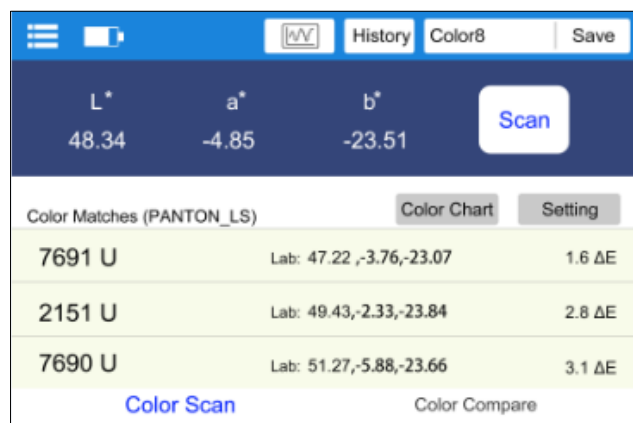 History Color8 Save
L* a* b*
48.34 -4.85 -23.51
Scan
Color Matches (PANTON_LS) Color Chart Setting
7691 U Lab: 47.22 ,-3.76,-23.07 1.6 ΔE
2151 U Lab: 49.43,-2.33,-23.84 2.8 ΔE
7690 U Lab: 51.27,-5.88,-23.66 3.1 ΔE
Color Scan Color Compare